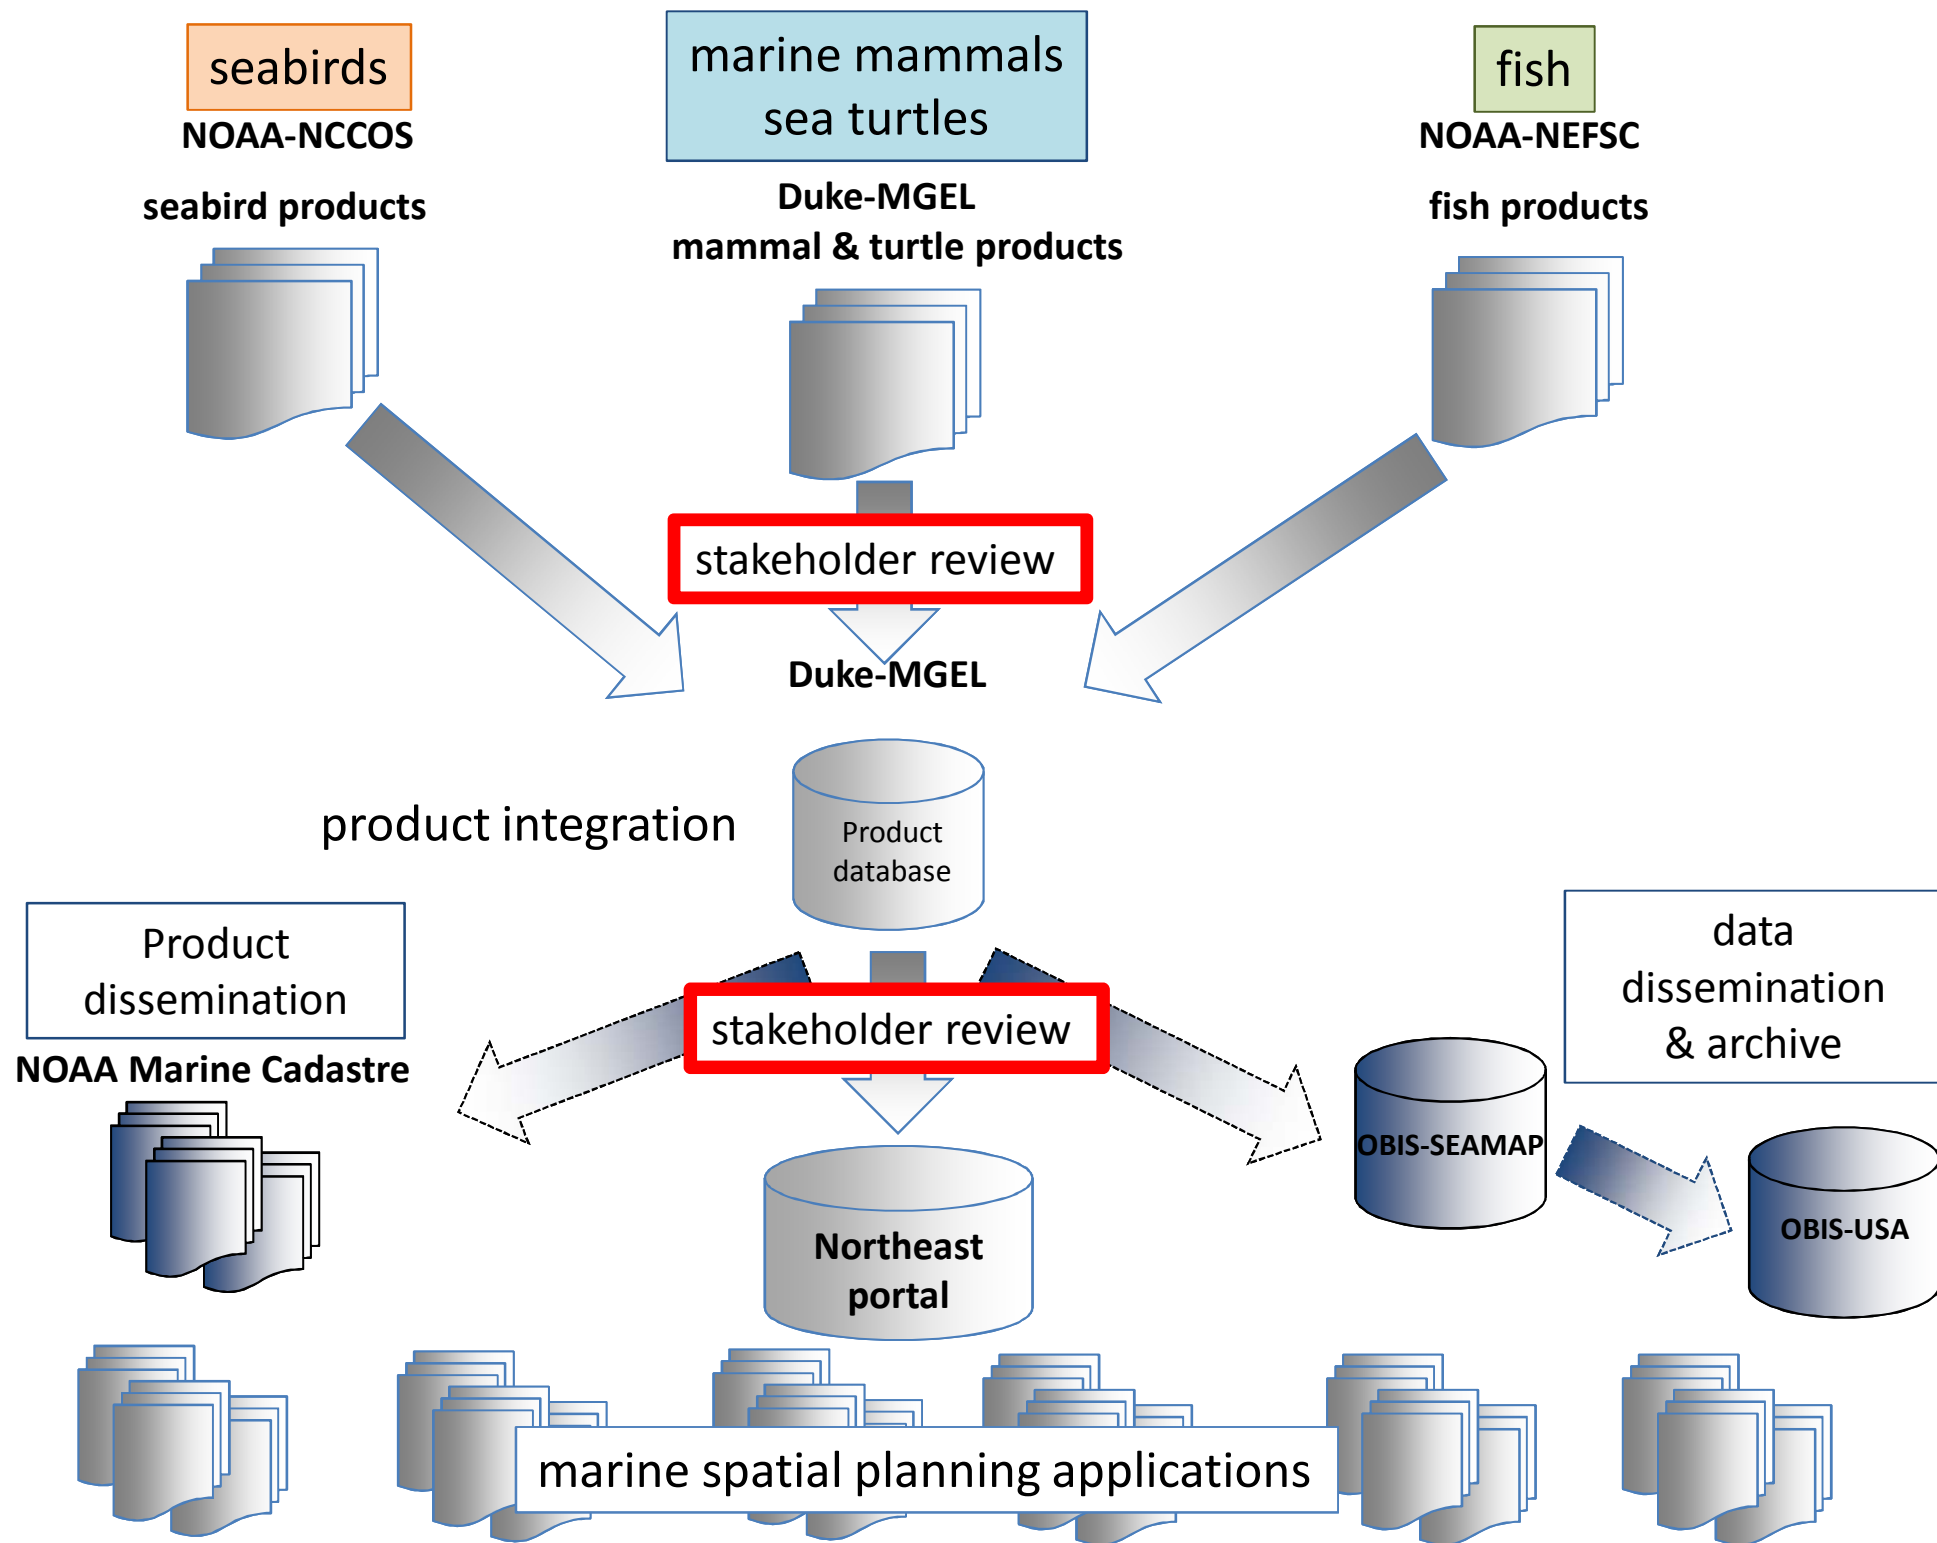 seabirds
NOAA-NCCOS
seabird products
marine mammals
sea turtles
Duke-MGEL
mammal & turtle products
fish
NOAA-NEFSC
fish products
stakeholder review
Duke-MGEL
product integration
Product
database
Product
dissemination
NOAA Marine Cadastre
stakeholder review
data
dissemination
& archive
OBIS-SEAMAP
OBIS-USA
Northeast
portal
marine spatial planning applications